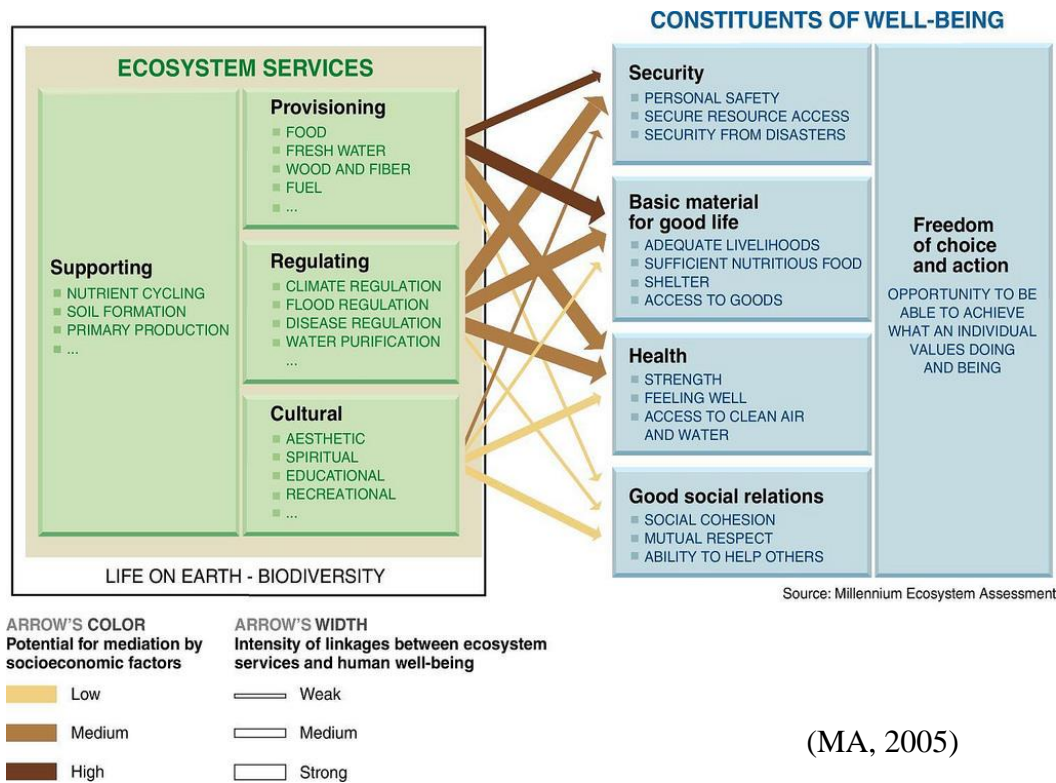 ECOSYSTEM SERVICES
Supporting
NUTRIENT CYCLING
SOIL FORMATION
PRIMARY PRODUCTION
...
Provisioning
FOOD
FRESH WATER
WOOD AND FIBER
FUEL
...
Regulating
CLIMATE REGULATION
FLOOD REGULATION
DISEASE REGULATION
WATER PURIFICATION
...
Cultural
AESTHETIC
SPIRITUAL
EDUCATIONAL
RECREATIONAL
...
LIFE ON EARTH - BIODIVERSITY
CONSTITUENTS OF WELL-BEING
Security
PERSONAL SAFETY
SECURE RESOURCE ACCESS
SECURITY FROM DISASTERS
Basic material
for good life
ADEQUATE LIVELIHOODS
SUFFICIENT NUTRITIOUS FOOD
SHELTER
ACCESS TO GOODS
Health
STRENGTH
FEELING WELL
ACCESS TO CLEAN AIR
AND WATER
Good social relations
SOCIAL COHESION
MUTUAL RESPECT
ABILITY TO HELP OTHERS
Freedom
of choice
and action
OPPORTUNITY TO BE
ABLE TO ACHIEVE
WHAT AN INDIVIDUAL
VALUES DOING
AND BEING
Source: Millennium Ecosystem Assessment
ARROW'S COLOR
Potential for mediation by
socioeconomic factors
Low
Medium
High
ARROW'S WIDTH
Intensity of linkages between ecosystem
services and human well-being
Weak
Medium
Strong
(MA, 2005)